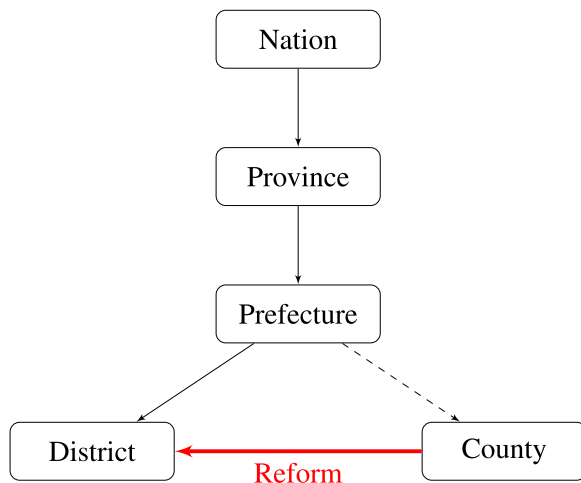 Nation
Province
Prefecture
District
County
Reform